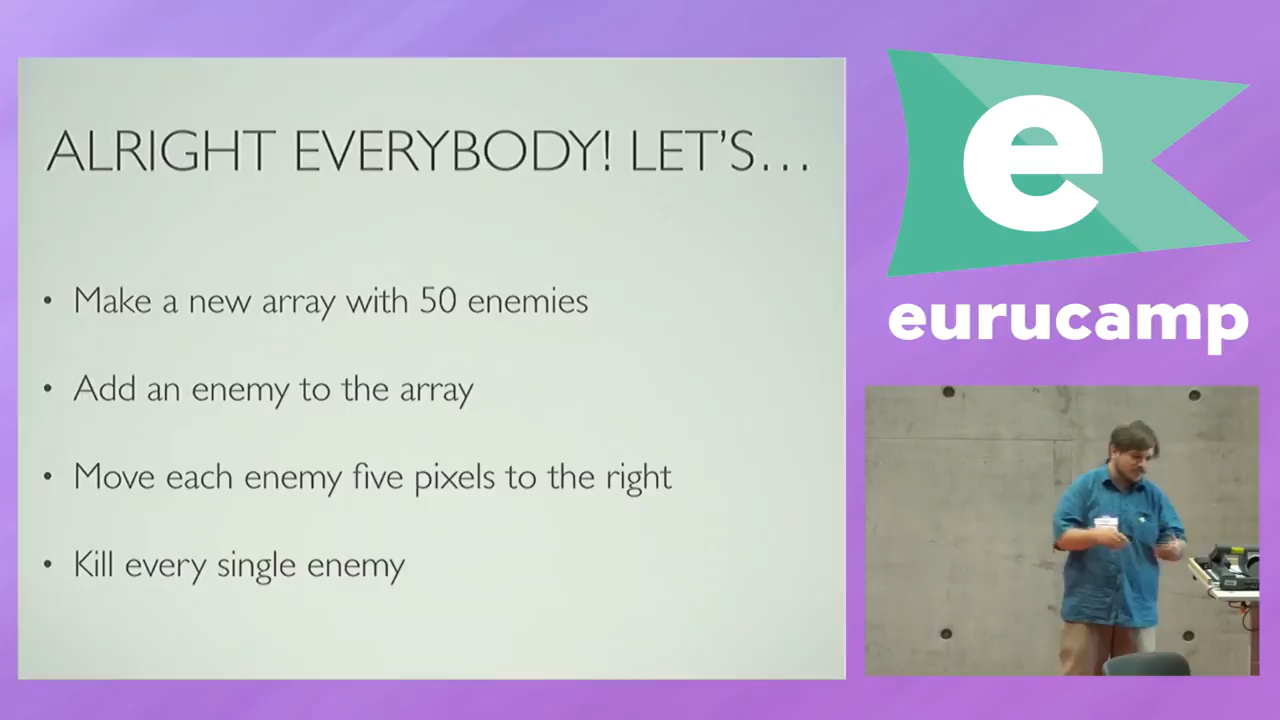 ALRIGHT EVERYBODY! LET'S...
• Make a new array with 50 enemies
• Add an enemy to the array
• Move each enemy five pixels to the right
• Kill every single enemy
e
eurucamp